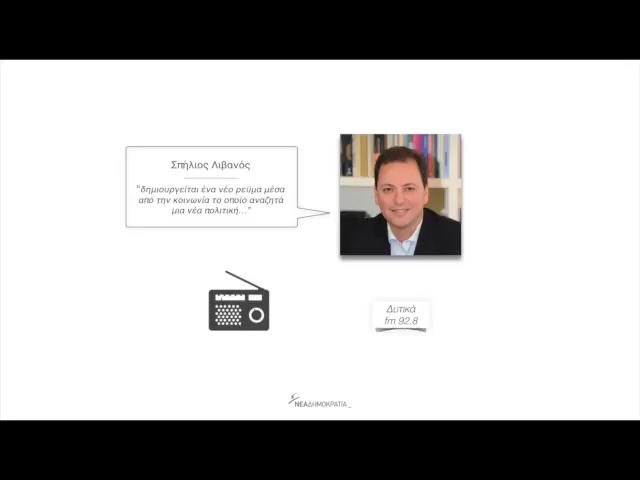 Σπήλιος Λιβανός
“δημιουργείται ένα νέο ρεύμα μέσα
από την κοινωνία το οποίο αναζητά
μια νέα πολιτική...”
Δυτικά
fm 92.8
ΝΕΑΔΗΜΟΚΡΑΤΙΑ_